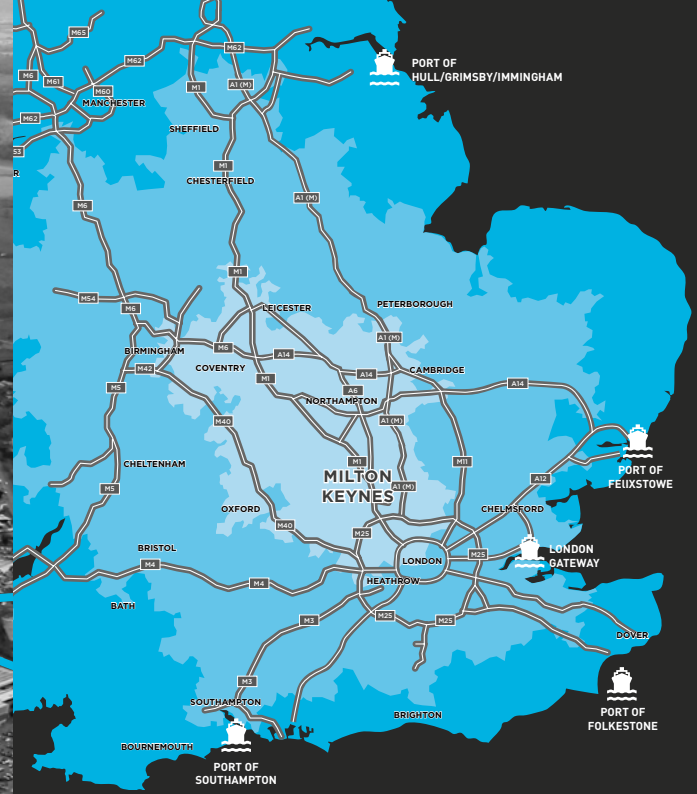 M65
M62
M62
PORT OF
HULL/GRIMSBY/IMMINGHAM
M6
M61
M60
M1
A1 (M)
MANCHESTER
M62
SHEFFIELD
53
M1
R
CHESTERFIELD
M6
A1 (M)
M1
M54
M6
LEICESTER
PETERBOROUGH
A1 (M)
BIRMINGHAM
M6
A14
M42
COVENTRY
M1
A14
CAMBRIDGE
M5
A6
A14
NORTHAMPTON
M40
A1 (M)
CHELTENHAM
M1
M11
PORT OF
FELIXSTOWE
MILTON
KEYNES
A12
M5
A1 (M)
OXFORD
CHELMSFORD
M40
M25
BRISTOL
LONDON
GATEWAY
M25
M4
LONDON
M4
HEATHROW
BATH
M3
M25
M25
DOVER
M3
SOUTHAMPTON
PORT OF
FOLKESTONE
BRIGHTON
BOURNEMOUTH
PORT OF
SOUTHAMPTON